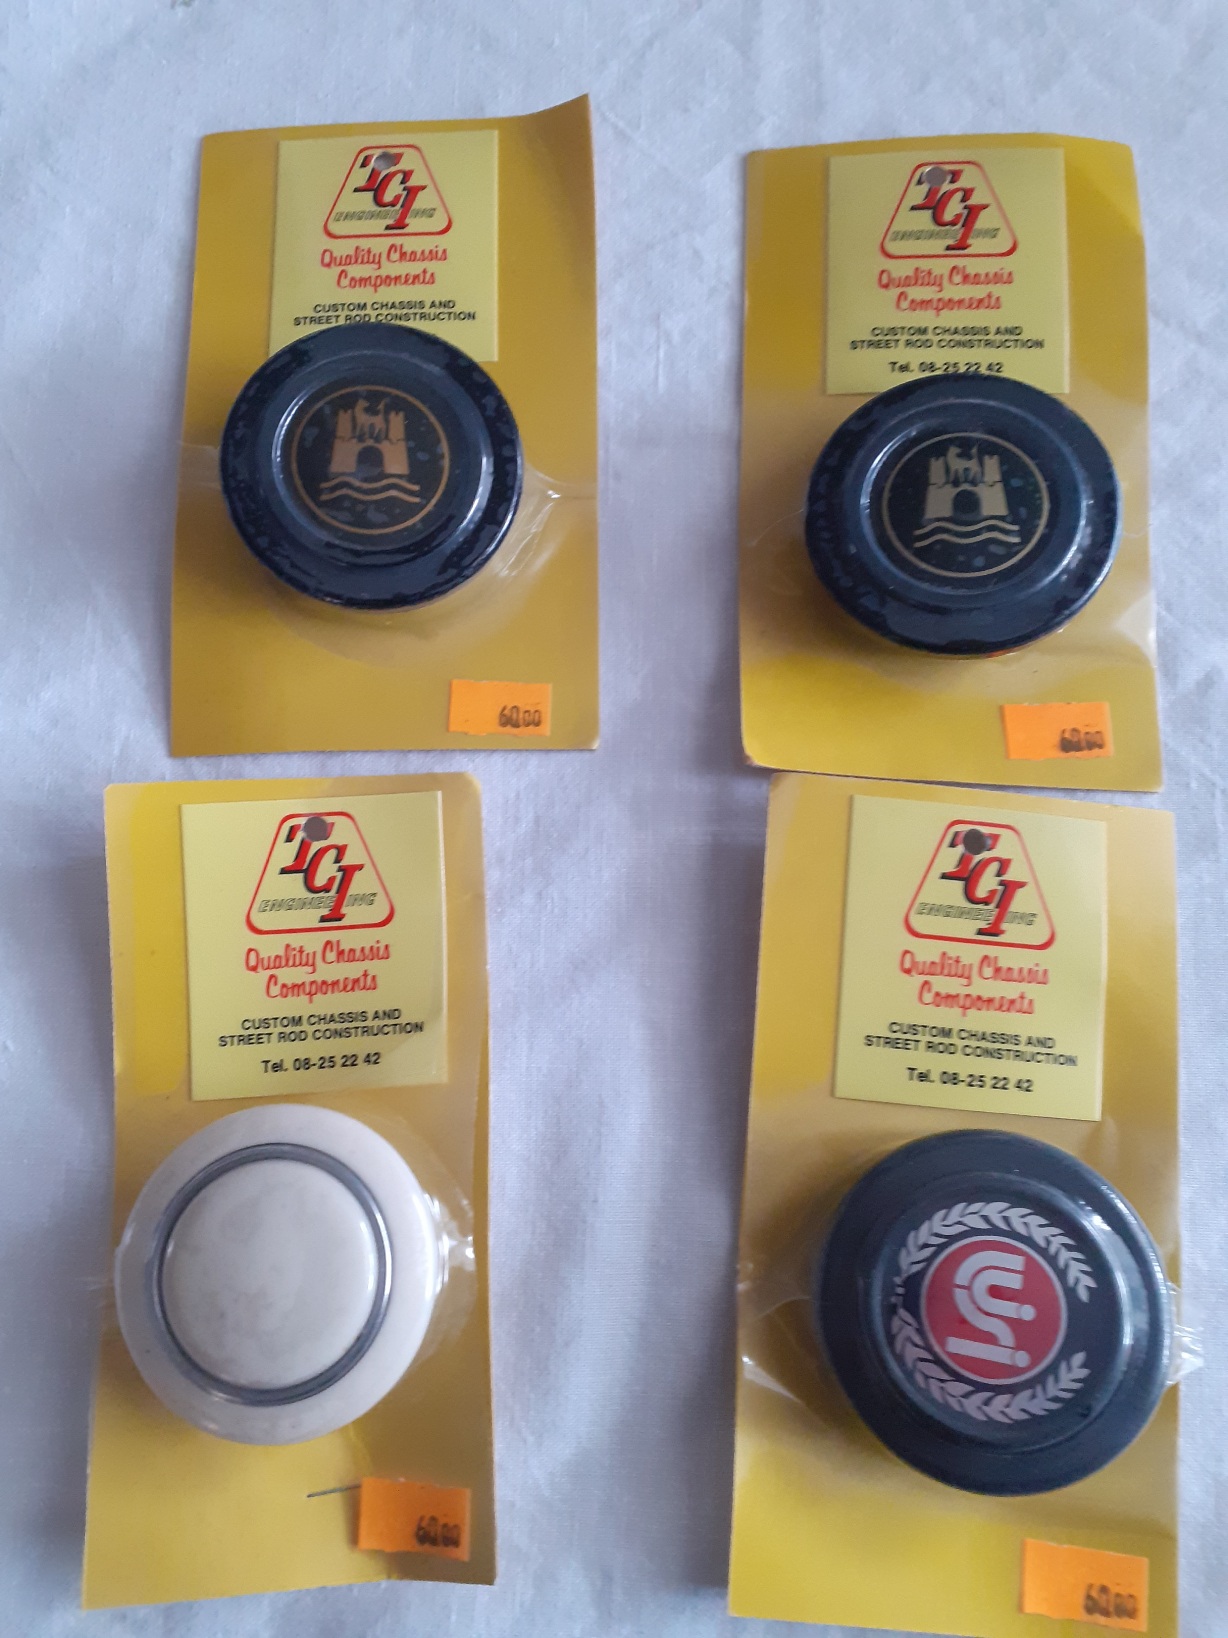 TCI
ENGINEERING
Quality Chassis
Components
CUSTOM CHASSIS AND
STREET ROD CONSTRUCTION
60.00
TCI
ENGINEERING
Quality Chassis
Components
CUSTOM CHASSIS AND
STREET ROD CONSTRUCTION
Tel. 08-25 22 42
60.00
TCI
ENGINEERING
Quality Chassis
Components
CUSTOM CHASSIS AND
STREET ROD CONSTRUCTION
Tel. 08-25 22 42
60.00
TCI
ENGINEERING
Quality Chassis
Components
CUSTOM CHASSIS AND
STREET ROD CONSTRUCTION
Tel. 08-25 22 42
60.00